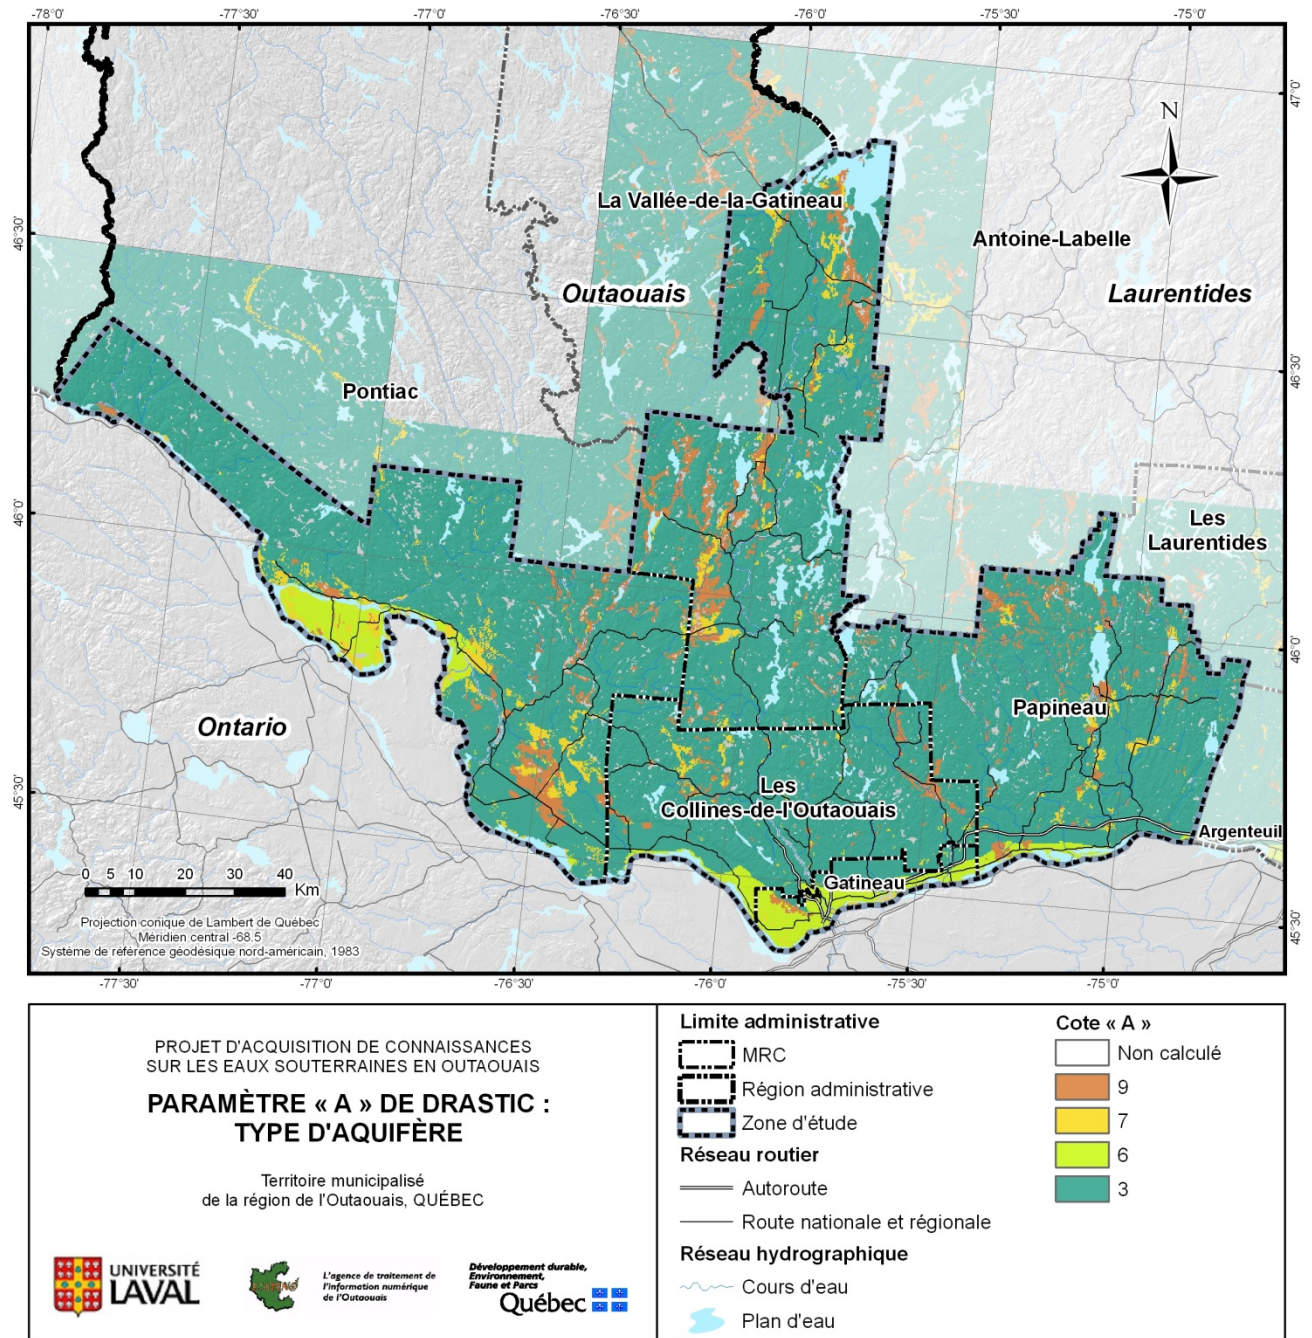 -78°0' -77°30' -77°0' -76°30' -76°0' -75°30' -75°0'
47°0'
N
La Vallée-de-la-Gatineau
Antoine-Labelle
46°30'
Outaouais
Laurentides
46°30'
Pontiac
46°0'
Les
Laurentides
46°0'
Papineau
Ontario
Les
Collines-de-l'Outaouais
45°30'
Argenteuil
Gatineau
0 5 10 20 30 40
Km
45°30'
Projection conique de Lambert de Québec
Méridien central -68.5
Système de référence géodésique nord-américain, 1983
-77°30' -77°0' -76°30' -76°0' -75°30' -75°0'
PROJET D'ACQUISITION DE CONNAISSANCES
SUR LES EAUX SOUTERRAINES EN OUTAOUAIS
PARAMÈTRE « A » DE DRASTIC :
TYPE D'AQUIFÈRE
Territoire municipalisé
de la région de l'Outaouais, QUÉBEC
UNIVERSITÉ
LAVAL
L'agence de traitement de
l'information numérique
de l'Outaouais
Développement durable,
Environnement,
Faune et Parcs
Québec
Limite administrative
MRC
Région administrative
Zone d'étude
Réseau routier
Autoroute
Route nationale et régionale
Réseau hydrographique
Cours d'eau
Plan d'eau
Cote « A »
Non calculé
9
7
6
3